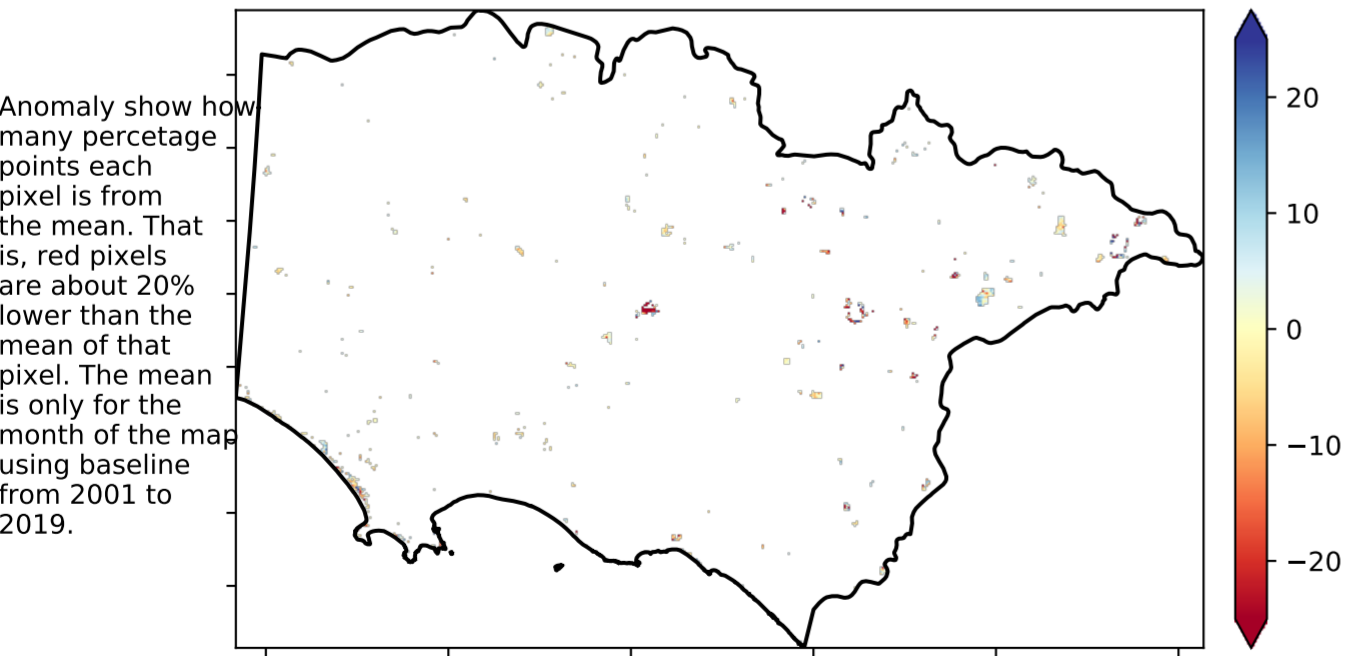 Anomaly show how
many percetage
points each
pixel is from
the mean. That
is, red pixels
are about 20%
lower than the
mean of that
pixel. The mean
is only for the
month of the map
using baseline
from 2001 to
2019.
20
10
0
−10
−20